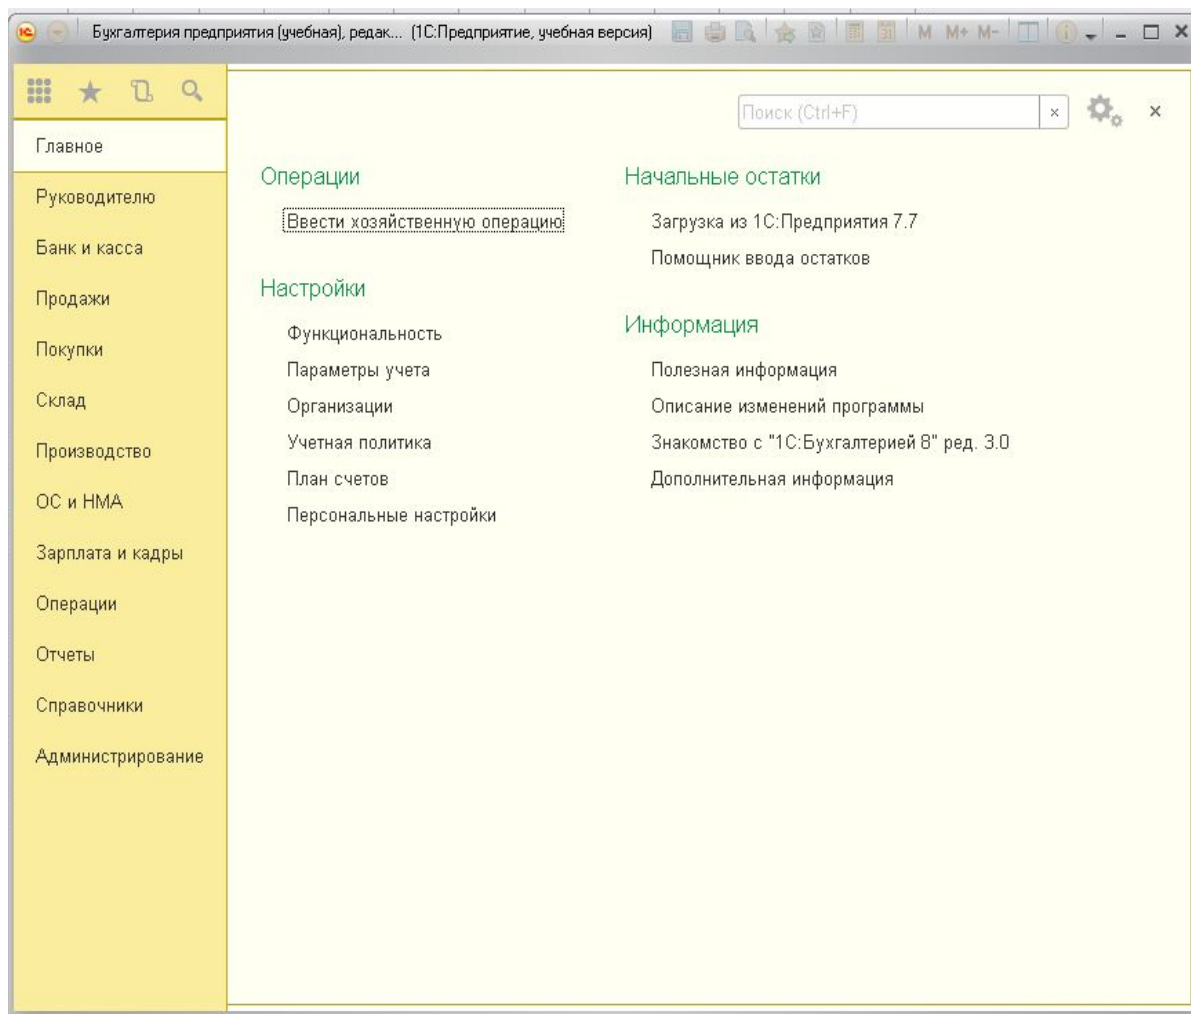 Бухгалтерия предприятия (учебная), редак... (1С:Предприятие, учебная версия)
M M+ M-
Поиск (Ctrl+F)
Главное
Руководителю
Банк и касса
Продажи
Покупки
Склад
Производство
ОС и НМА
Зарплата и кадры
Операции
Отчеты
Справочники
Администрирование
Операции
Ввести хозяйственную операцию
Настройки
Функциональность
Параметры учета
Организации
Учетная политика
План счетов
Персональные настройки
Начальные остатки
Загрузка из 1С:Предприятия 7.7
Помощник ввода остатков
Информация
Полезная информация
Описание изменений программы
Знакомство с "1С:Бухгалтерией 8" ред. 3.0
Дополнительная информация